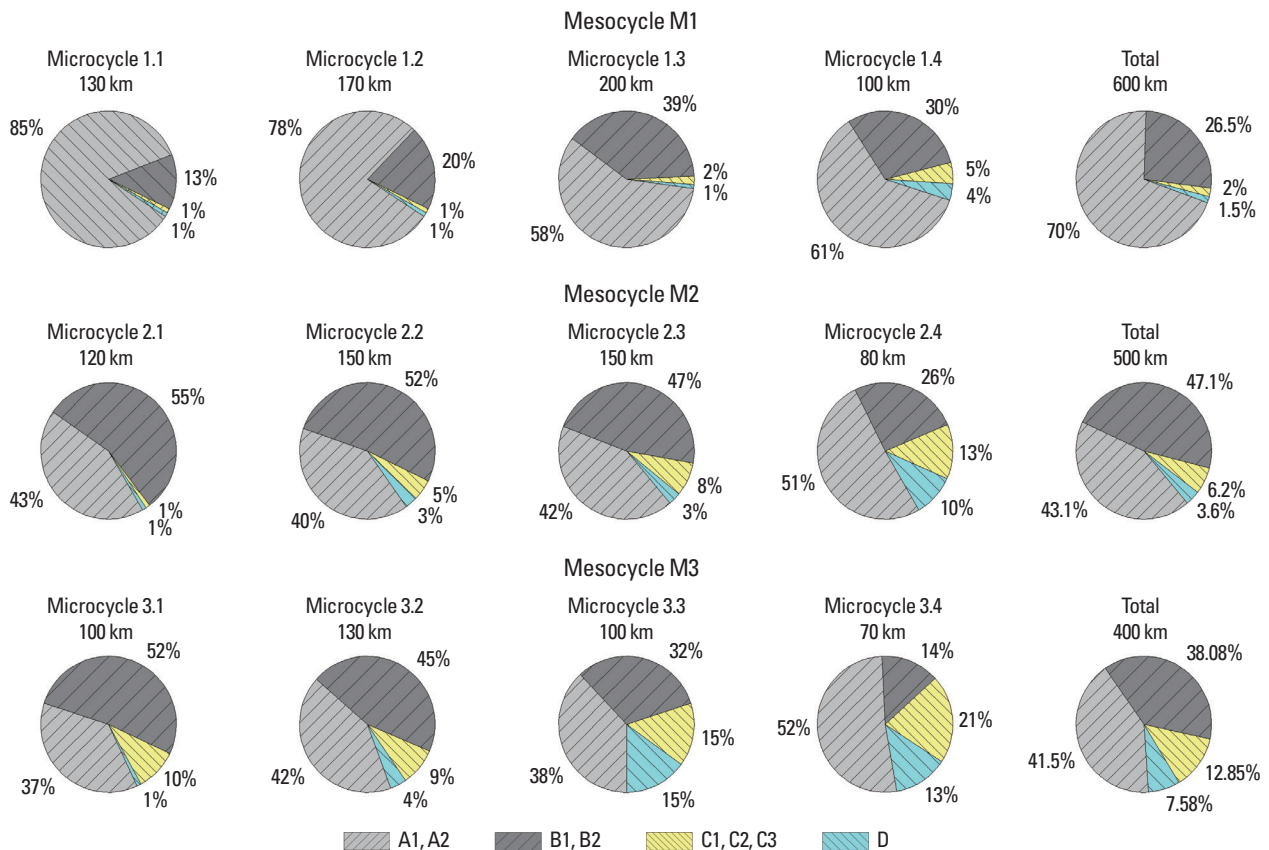 Mesocycle M1
Microcycle 1.1
130 km
85%
13%
1%
1%
Microcycle 1.2
170 km
78%
20%
1%
1%
Microcycle 1.3
200 km
39%
2%
1%
58%
Microcycle 1.4
100 km
30%
5%
4%
61%
Total
600 km
26.5%
2%
1.5%
70%
Mesocycle M2
Microcycle 2.1
120 km
55%
43%
1%
1%
Microcycle 2.2
150 km
52%
5%
3%
40%
Microcycle 2.3
150 km
47%
8%
3%
42%
Microcycle 2.4
80 km
26%
13%
10%
51%
Total
500 km
47.1%
6.2%
3.6%
43.1%
Mesocycle M3
Microcycle 3.1
100 km
52%
10%
1%
37%
Microcycle 3.2
130 km
45%
9%
4%
42%
Microcycle 3.3
100 km
32%
15%
15%
38%
Microcycle 3.4
70 km
14%
21%
13%
52%
Total
400 km
38.08%
12.85%
7.58%
41.5%
A1, A2
B1, B2
C1, C2, C3
D